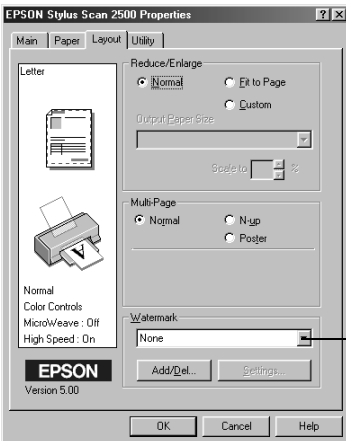 EPSON Stylus Scan 2500 Properties
Main Paper Layout Utility
Letter
Normal
Color Controls
MicroWeave : Off
High Speed : On
EPSON
Version 5.00
Reduce/Enlarge
Normal Fit to Page
Custom
Output Paper Size
Scale to %
Multi-Page
Normal N-up
Poster
Watermark
None
Add/Del... Settings...
OK Cancel Help